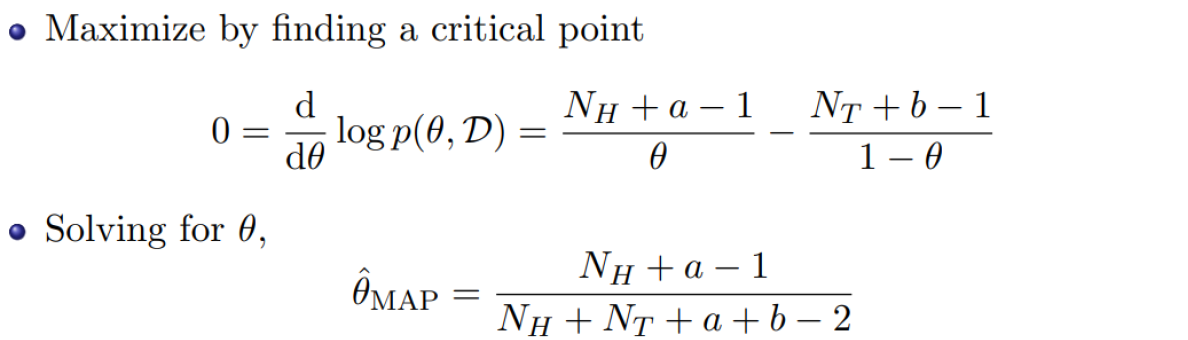 • Maximize by finding a critical point
0 = d/dθ log p(θ, 𝒟) = (N_H + a − 1)/θ − (N_T + b − 1)/(1 − θ)
• Solving for θ,
θ̂_MAP = (N_H + a − 1)/(N_H + N_T + a + b − 2)